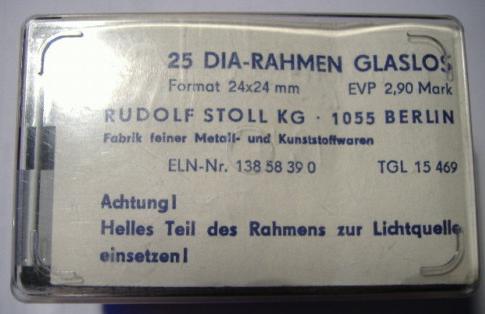 25 DIA-RAHMEN GLASLOS
Format 24x24 mm EVP 2,90 Mark
RUDOLF STOLL KG · 1055 BERLIN
Fabrik feiner Metall- und Kunststoffwaren
ELN-Nr. 138 58 39 0 TGL 15 469
Achtung!
Helles Teil des Rahmens zur Lichtquelle
einsetzen!